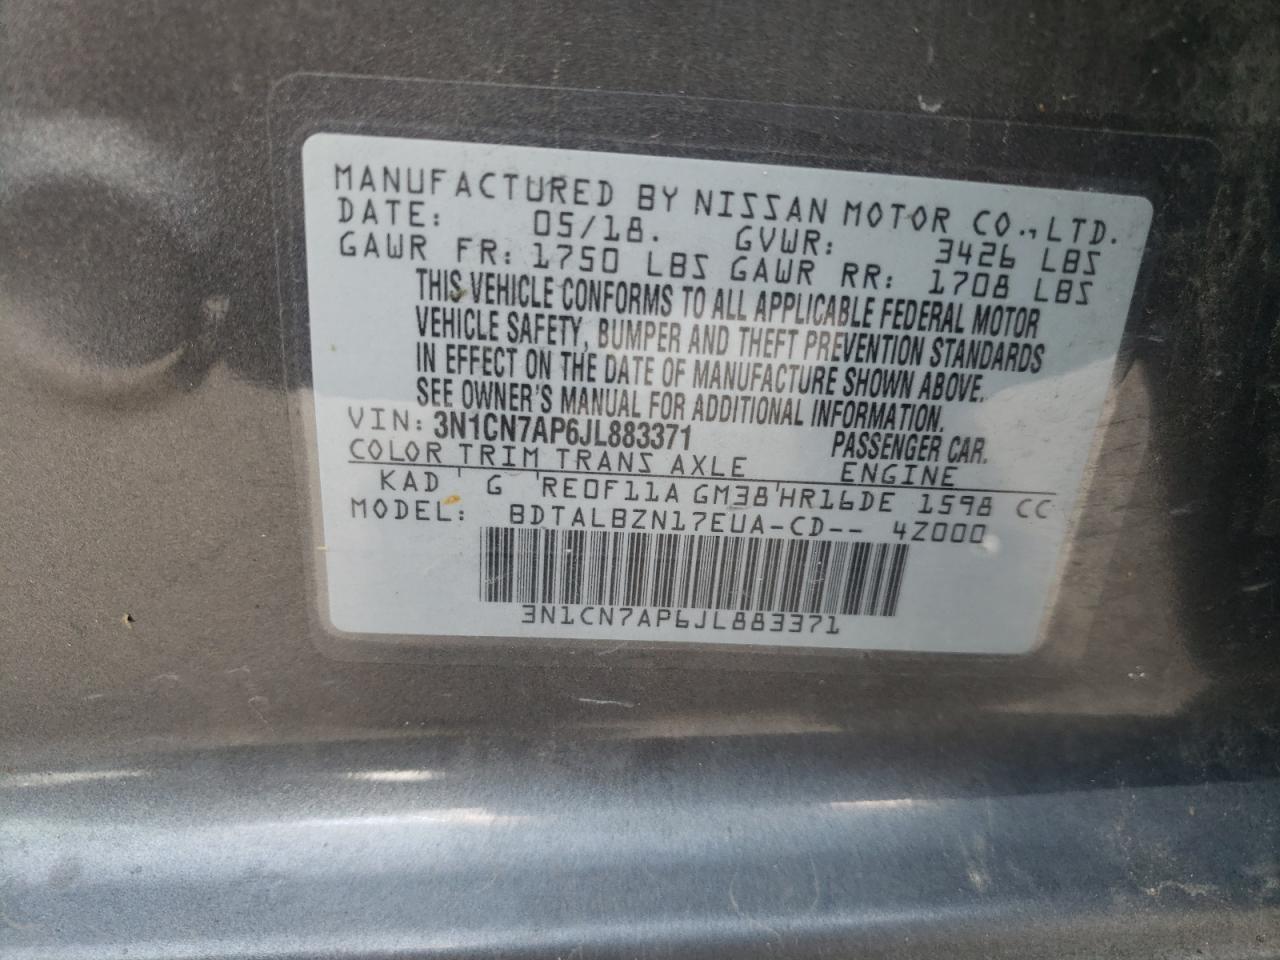 MANUFACTURED BY NISSAN MOTOR CO., LTD.
DATE: 05/18. GVWR: 3426 LBS
GAWR FR: 1750 LBS GAWR RR: 1708 LBS
THIS VEHICLE CONFORMS TO ALL APPLICABLE FEDERAL MOTOR
VEHICLE SAFETY, BUMPER AND THEFT PREVENTION STANDARDS
IN EFFECT ON THE DATE OF MANUFACTURE SHOWN ABOVE.
SEE OWNER'S MANUAL FOR ADDITIONAL INFORMATION.
VIN: 3N1CN7AP6JL883371 PASSENGER CAR.
COLOR TRIM TRANS AXLE ENGINE
KAD ' G 'RE0F11A GM38'HR16DE 1598 CC
MODEL: BDTALBZN17EUA-CD-- 4Z000
3N1CN7AP6JL883371